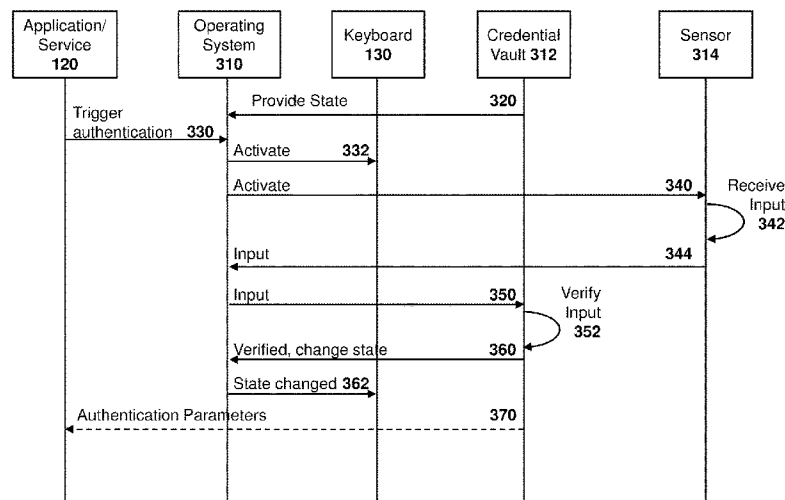 Application/
Service
120
Operating
System
310
Keyboard
130
Credential
Vault 312
Sensor
314
Provide State 320
Trigger
authentication 330
Activate 332
Activate 340
Receive
Input
342
Input 344
Input 350
Verify
Input
352
Verified, change state 360
State changed 362
Authentication Parameters 370